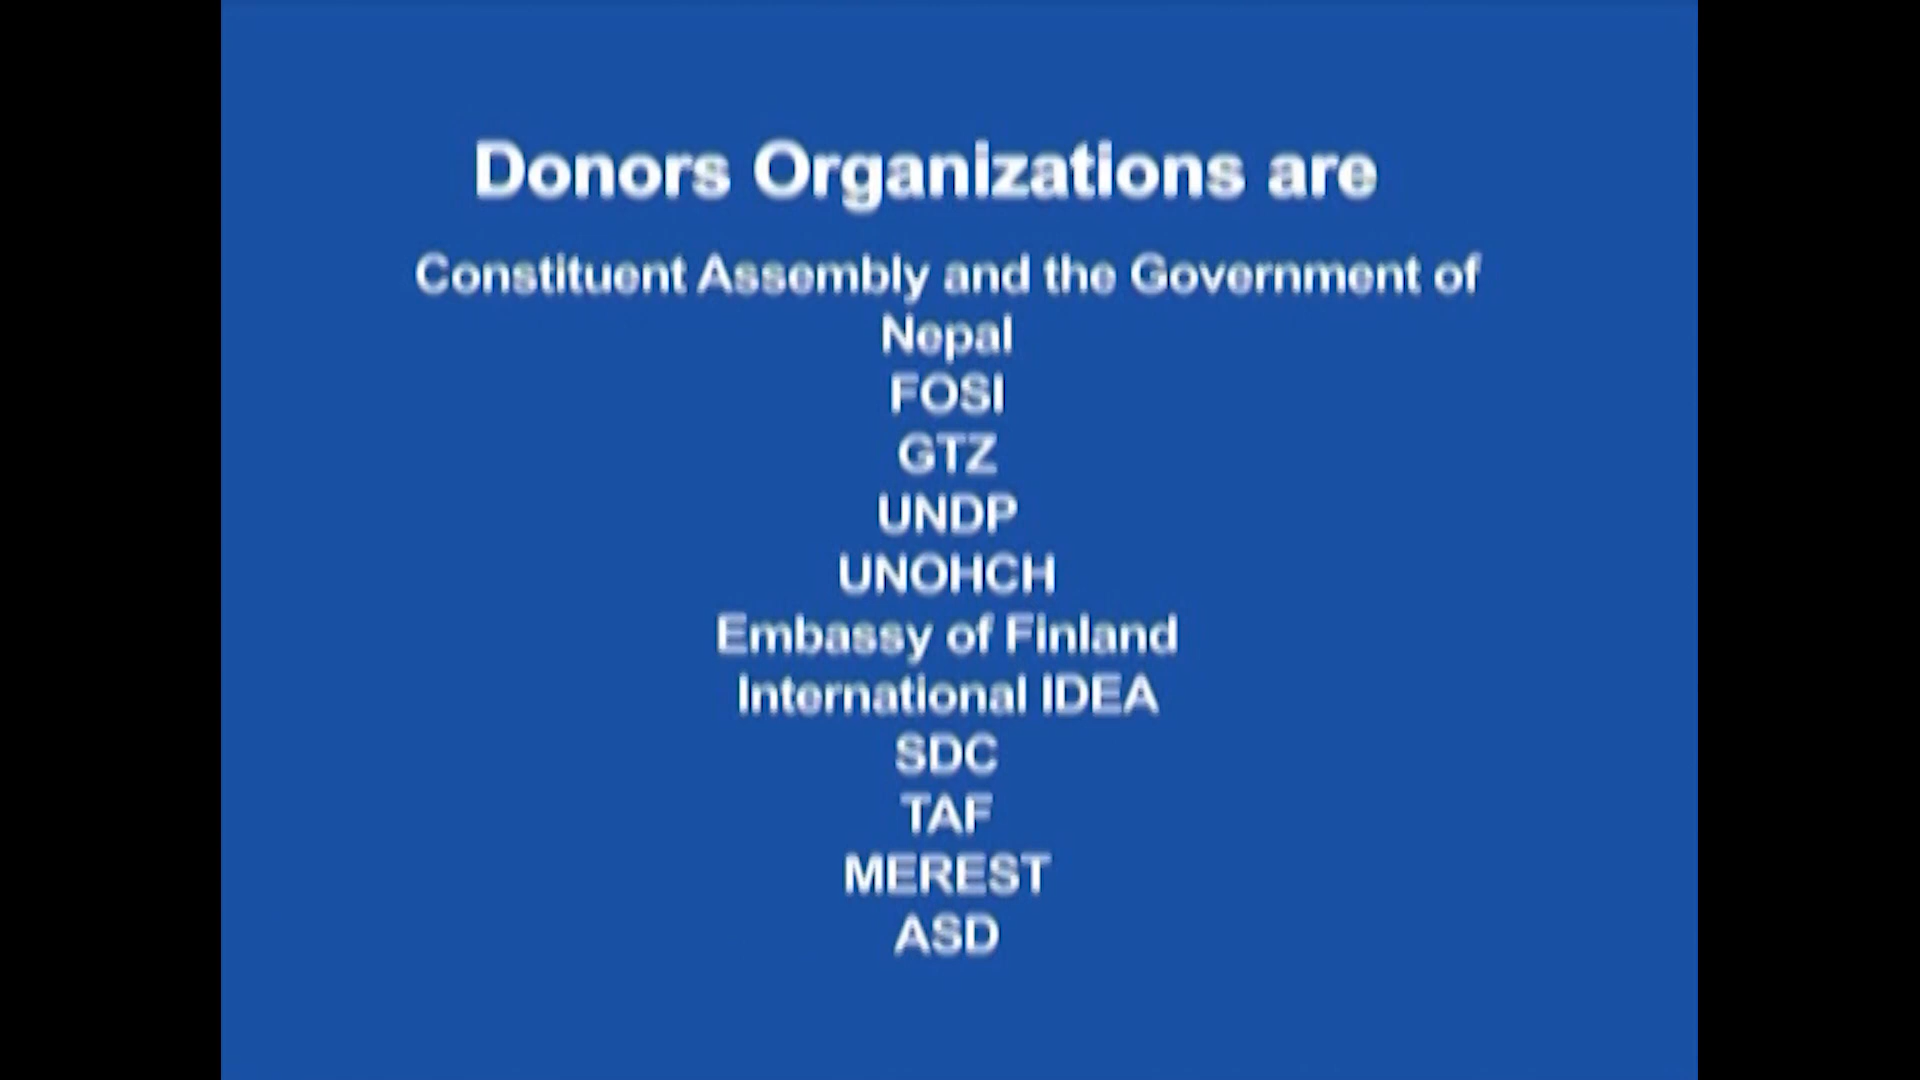 Donors Organizations are
Constituent Assembly and the Government of
Nepal
FOSI
GTZ
UNDP
UNOHCH
Embassy of Finland
International IDEA
SDC
TAF
MEREST
ASD